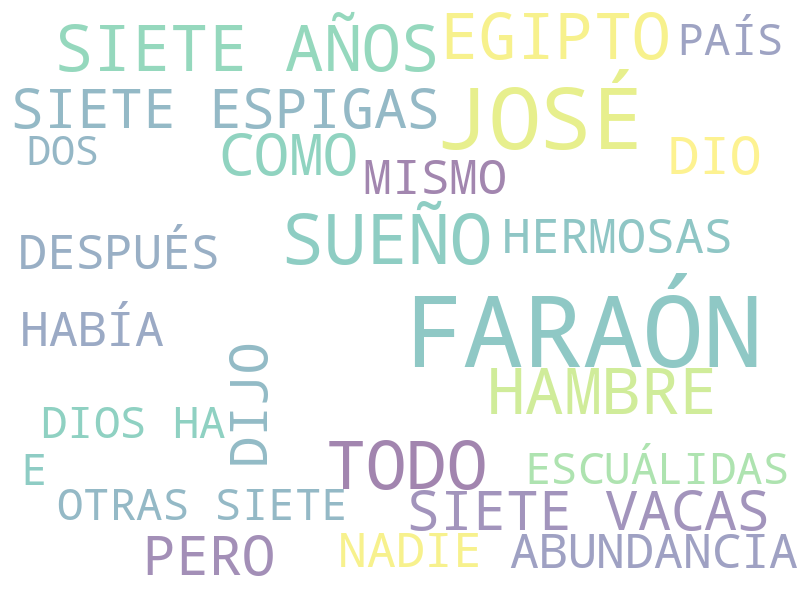 SIETE AÑOS
EGIPTO
PAÍS
SIETE ESPIGAS
JOSÉ
DOS
COMO
MISMO
DIO
DESPUÉS
SUEÑO
HERMOSAS
HABÍA
FARAÓN
DIJO
HAMBRE
DIOS HA
E
TODO
ESCUÁLIDAS
OTRAS SIETE
SIETE VACAS
PERO
NADIE
ABUNDANCIA